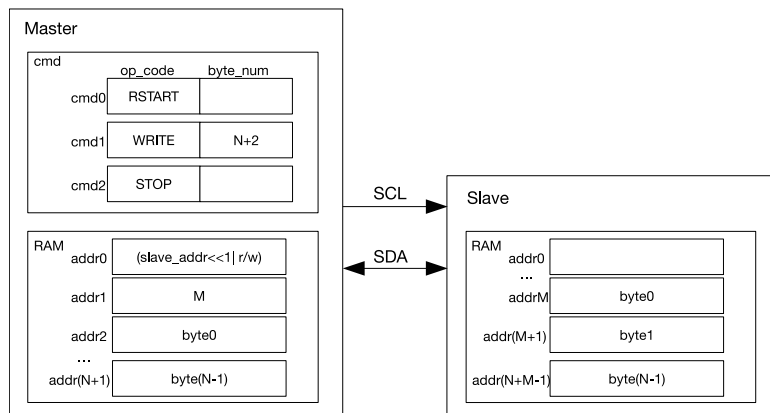 Master
cmd
op_code byte_num
cmd0 RSTART
cmd1 WRITE N+2
cmd2 STOP
SCL
SDA
RAM
addr0 (slave_addr<<1| r/w)
addr1 M
addr2 byte0
...
addr(N+1) byte(N-1)
Slave
RAM
addr0
...
addrM byte0
addr(M+1) byte1
addr(N+M-1) byte(N-1)